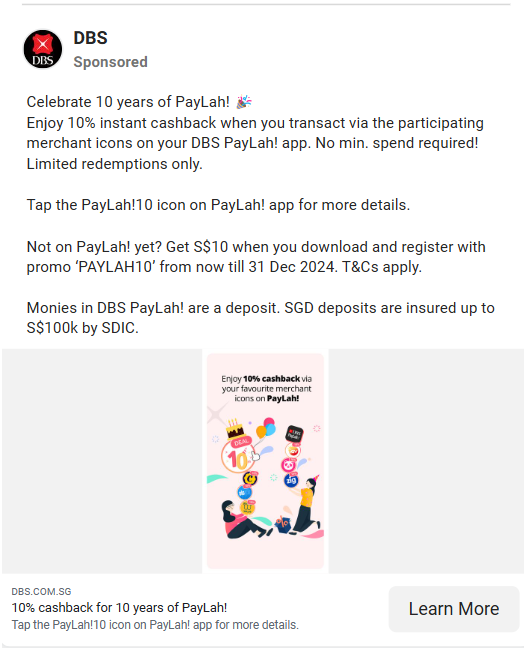 DBS
DBS
Sponsored
Celebrate 10 years of PayLah! 🎉
Enjoy 10% instant cashback when you transact via the participating
merchant icons on your DBS PayLah! app. No min. spend required!
Limited redemptions only.
Tap the PayLah!10 icon on PayLah! app for more details.
Not on PayLah! yet? Get S$10 when you download and register with
promo ‘PAYLAH10’ from now till 31 Dec 2024. T&Cs apply.
Monies in DBS PayLah! are a deposit. SGD deposits are insured up to
S$100k by SDIC.
Enjoy 10% cashback via
your favourite merchant
icons on PayLah!
DEAL
10
DBS
PayLah!
zig
10
DBS.COM.SG
10% cashback for 10 years of PayLah!
Tap the PayLah!10 icon on PayLah! app for more details.
Learn More